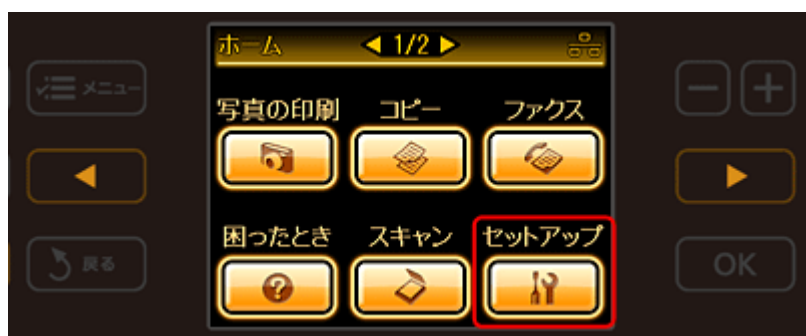 ホーム 1/2
メニュー
写真の印刷 コピー ファクス
困ったとき スキャン セットアップ
戻る OK